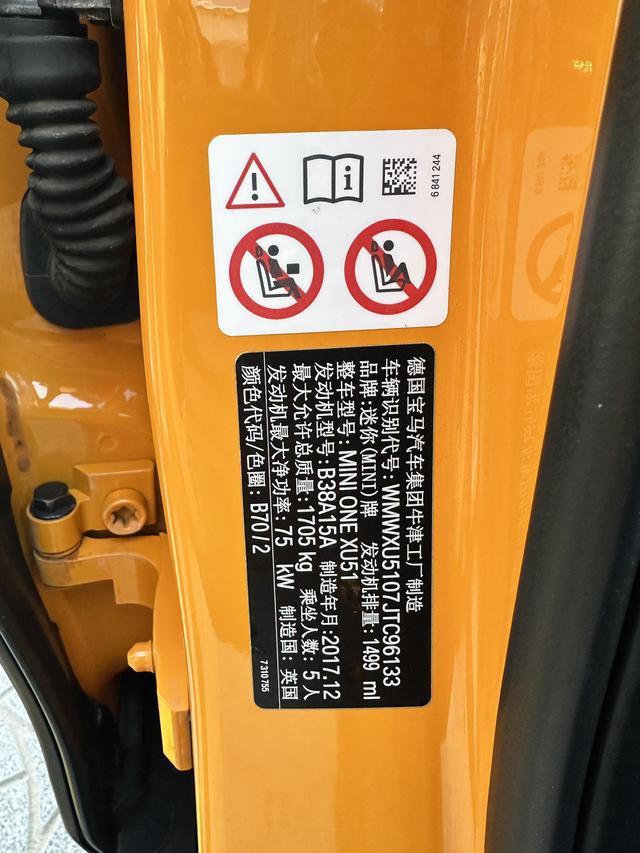 6 841 244
德国宝马汽车集团牛津工厂制造
车辆识别代号: WMWXU5107JTC96133
品牌: 迷你(MINI)牌 发动机排量: 1499 ml
整车型号: MINI ONE XU51
发动机型号: B38A15A 制造年月: 2017.12
最大允许总质量: 1705 kg 乘坐人数: 5 人
发动机最大净功率: 75 kW 制造国: 英国
颜色代码/色圈: B70/2
7310 755